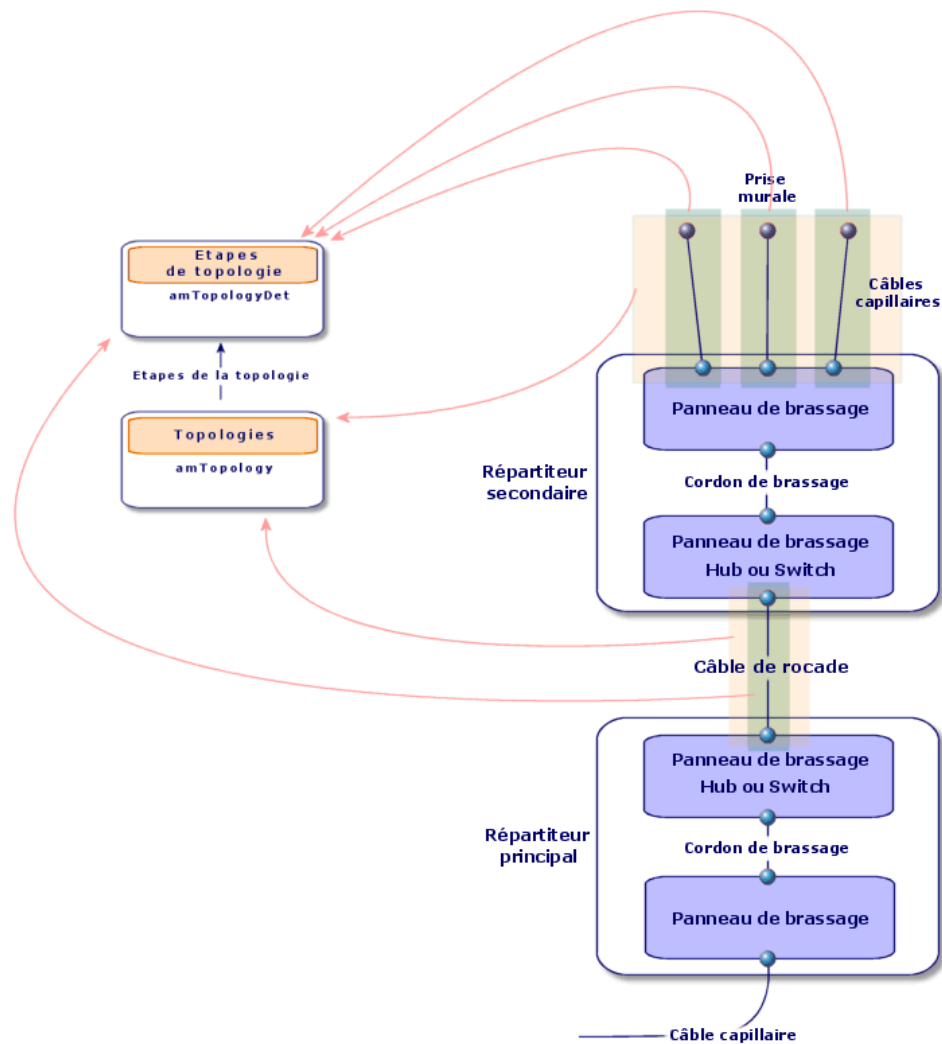 Prise
murale
Etapes
de topologie
amTopologyDet
Câbles
capillaires
Etapes de la topologie
Panneau de brassage
Topologies
amTopology
Répartiteur
secondaire
Cordon de brassage
Panneau de brassage
Hub ou Switch
Câble de rocade
Panneau de brassage
Hub ou Switch
Répartiteur
principal
Cordon de brassage
Panneau de brassage
Câble capillaire